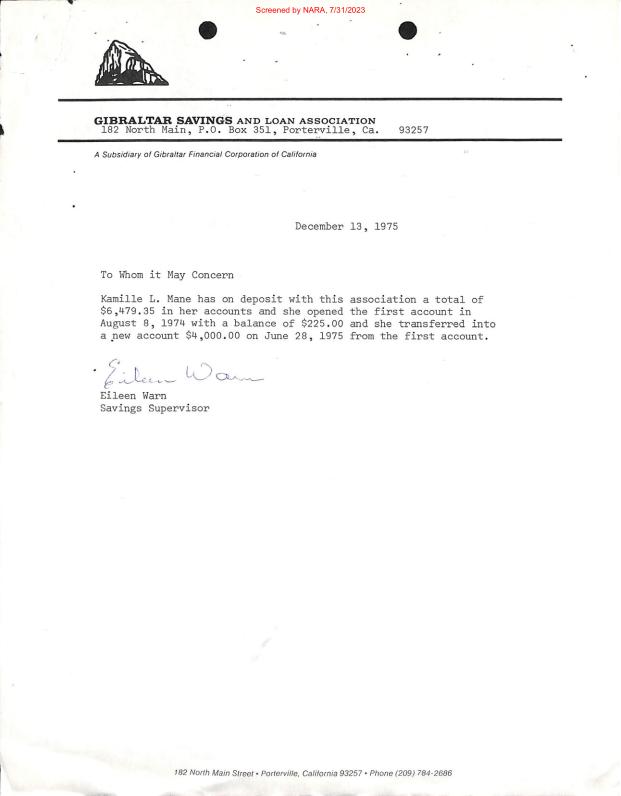 Screened by NARA, 7/31/2023
GIBRALTAR SAVINGS AND LOAN ASSOCIATION
182 North Main, P.O. Box 351, Porterville, Ca. 93257
A Subsidiary of Gibraltar Financial Corporation of California
December 13, 1975
To Whom it May Concern
Kamille L. Mane has on deposit with this association a total of
$6,479.35 in her accounts and she opened the first account in
August 8, 1974 with a balance of $225.00 and she transferred into
a new account $4,000.00 on June 28, 1975 from the first account.
Eileen Warn
Eileen Warn
Savings Supervisor
182 North Main Street • Porterville, California 93257 • Phone (209) 784-2686